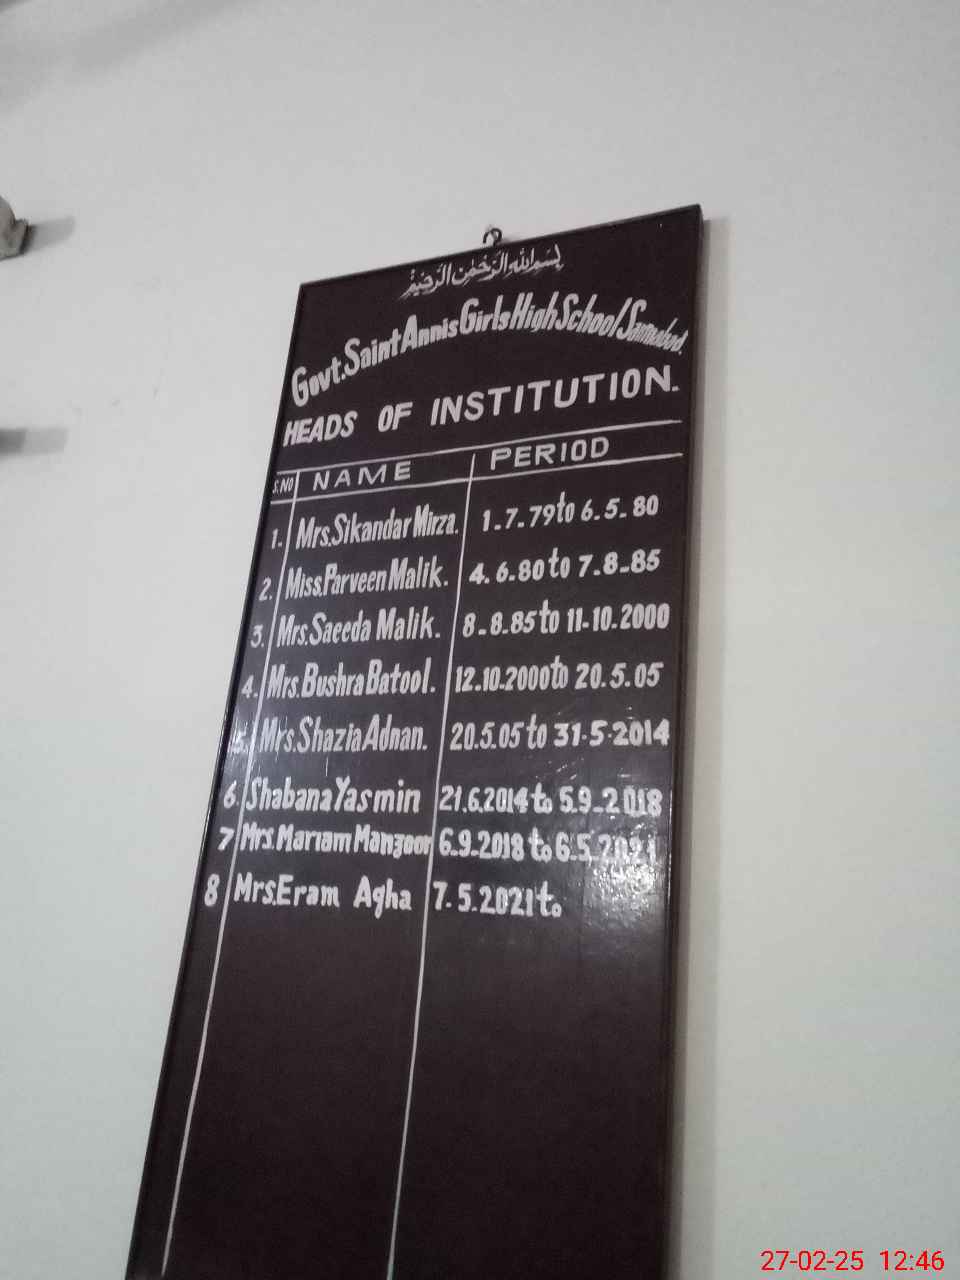 بسم الله الرحمن الرحيم
Govt. Saint Annis Girls High School Samnabad.
HEADS OF INSTITUTION.
S.NO NAME PERIOD
1. Mrs. Sikandar Mirza. 1.7.79 to 6.5.80
2. Miss. Parveen Malik. 4.6.80 to 7.8-85
3. Mrs. Saeeda Malik. 8-8.85 to 11-10.2000
4. Mrs. Bushra Batool. 12.10.2000 to 20.5.05
5. Mrs. Shazia Adnan. 20.5.05 to 31-5-2014
6. Shabana Yasmin 21.6.2014 to 5.9-2018
7 Mrs. Mariam Manzoor 6.9.2018 to 6.5.2021
8 Mrs. Eram Agha 7.5.2021 to
27-02-25 12:46